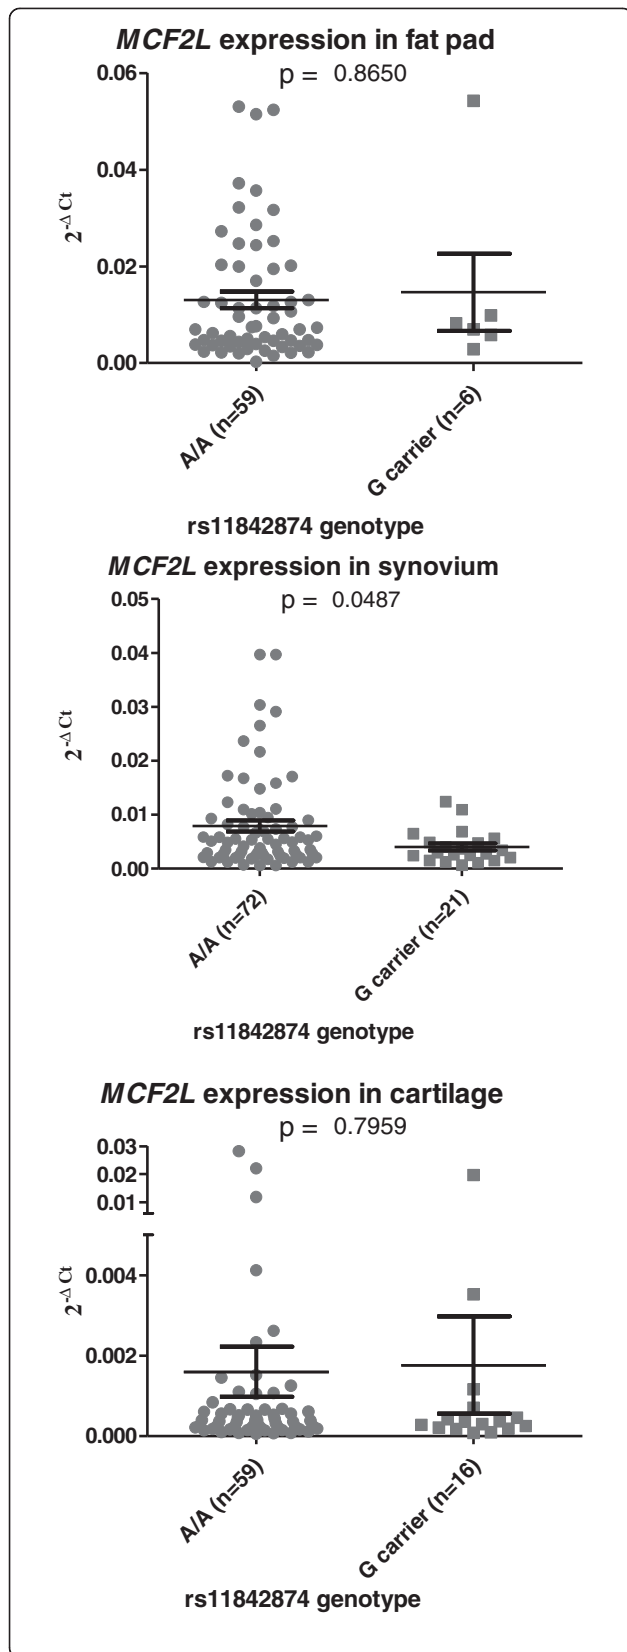 MCF2L expression in fat pad
p = 0.8650
0.06
0.04
0.02
0.00
2-Δ Ct
A/A (n=59)
G carrier (n=6)
rs11842874 genotype
MCF2L expression in synovium
p = 0.0487
0.05
0.04
0.03
0.02
0.01
0.00
2-Δ Ct
A/A (n=72)
G carrier (n=21)
rs11842874 genotype
MCF2L expression in cartilage
p = 0.7959
0.03
0.02
0.01
0.004
0.002
0.000
2-Δ Ct
A/A (n=59)
G carrier (n=16)
rs11842874 genotype